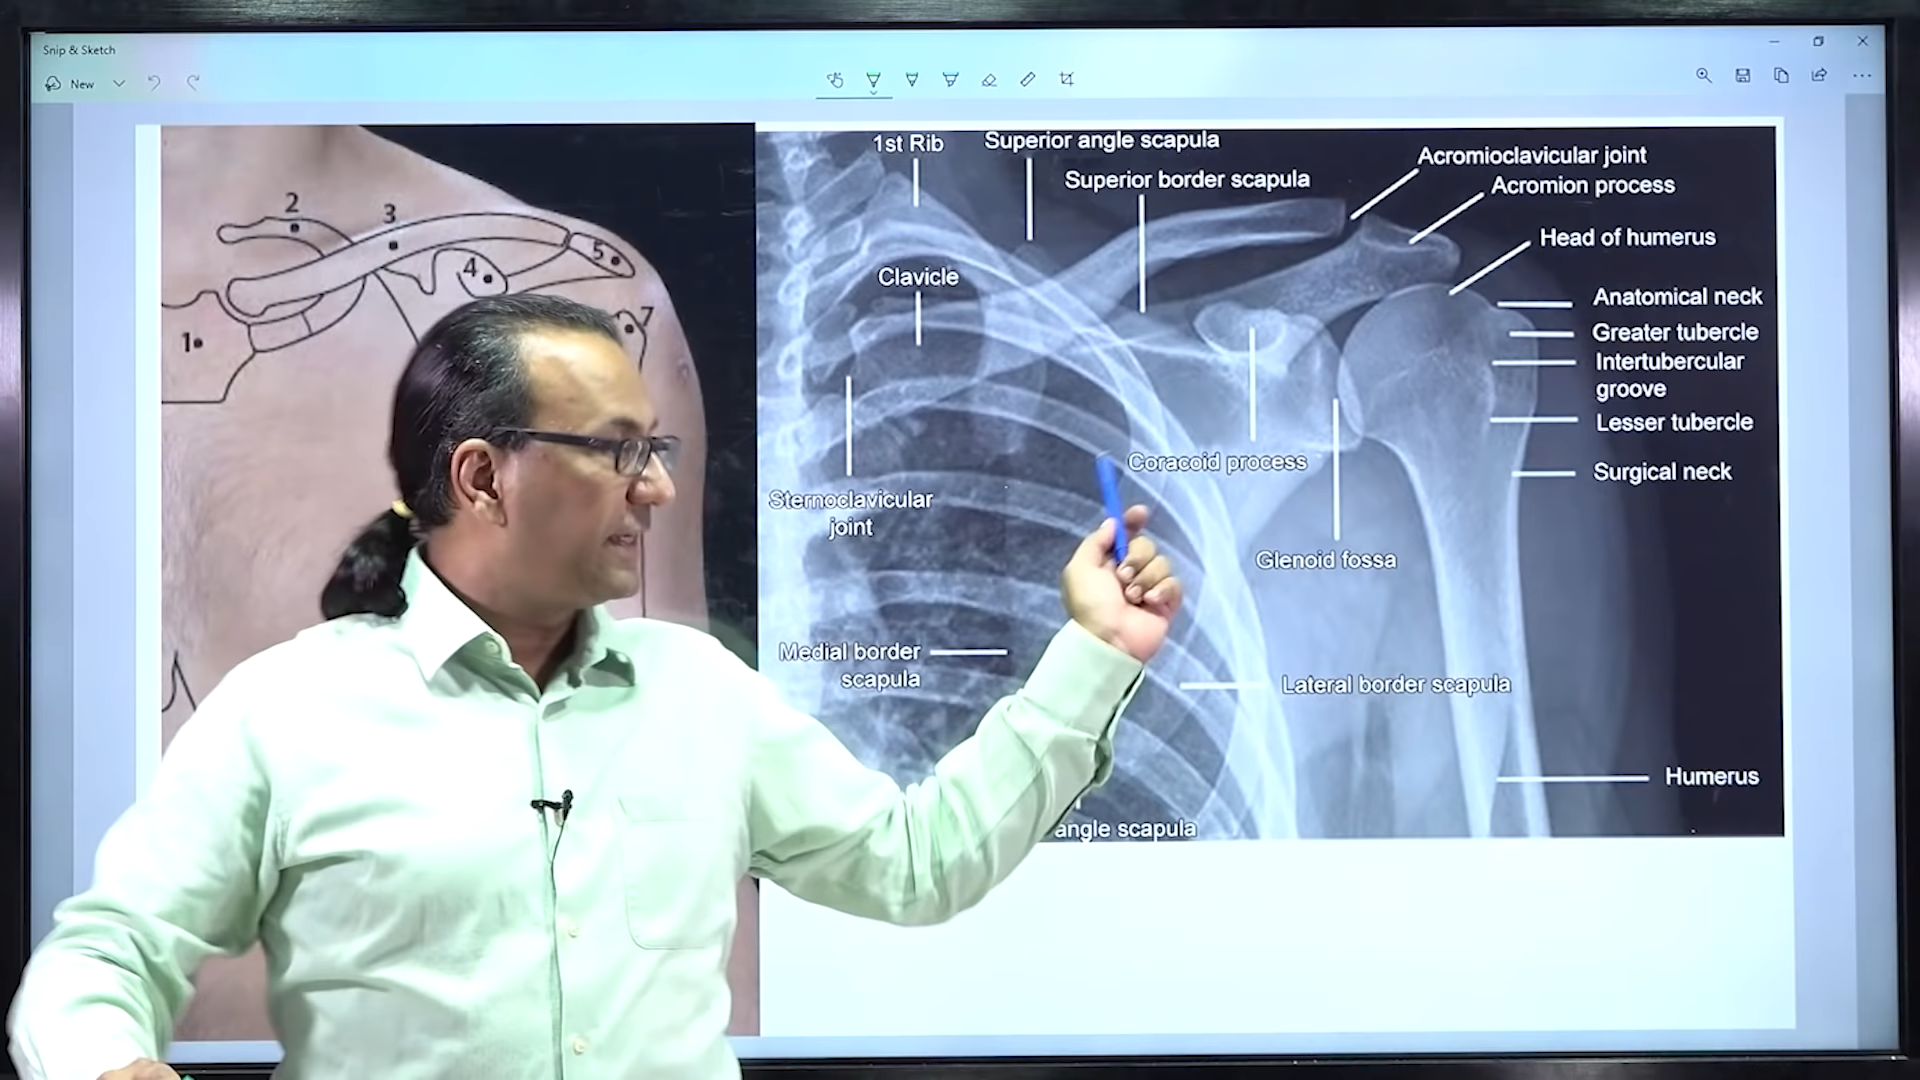 Snip & Sketch
New
2
3
4
5
7
1
1st Rib
Superior angle scapula
Superior border scapula
Acromioclavicular joint
Acromion process
Head of humerus
Clavicle
Anatomical neck
Greater tubercle
Intertubercular
groove
Lesser tubercle
Coracoid process
Surgical neck
Sternoclavicular
joint
Glenoid fossa
Medial border
scapula
Lateral border scapula
Humerus
angle scapula